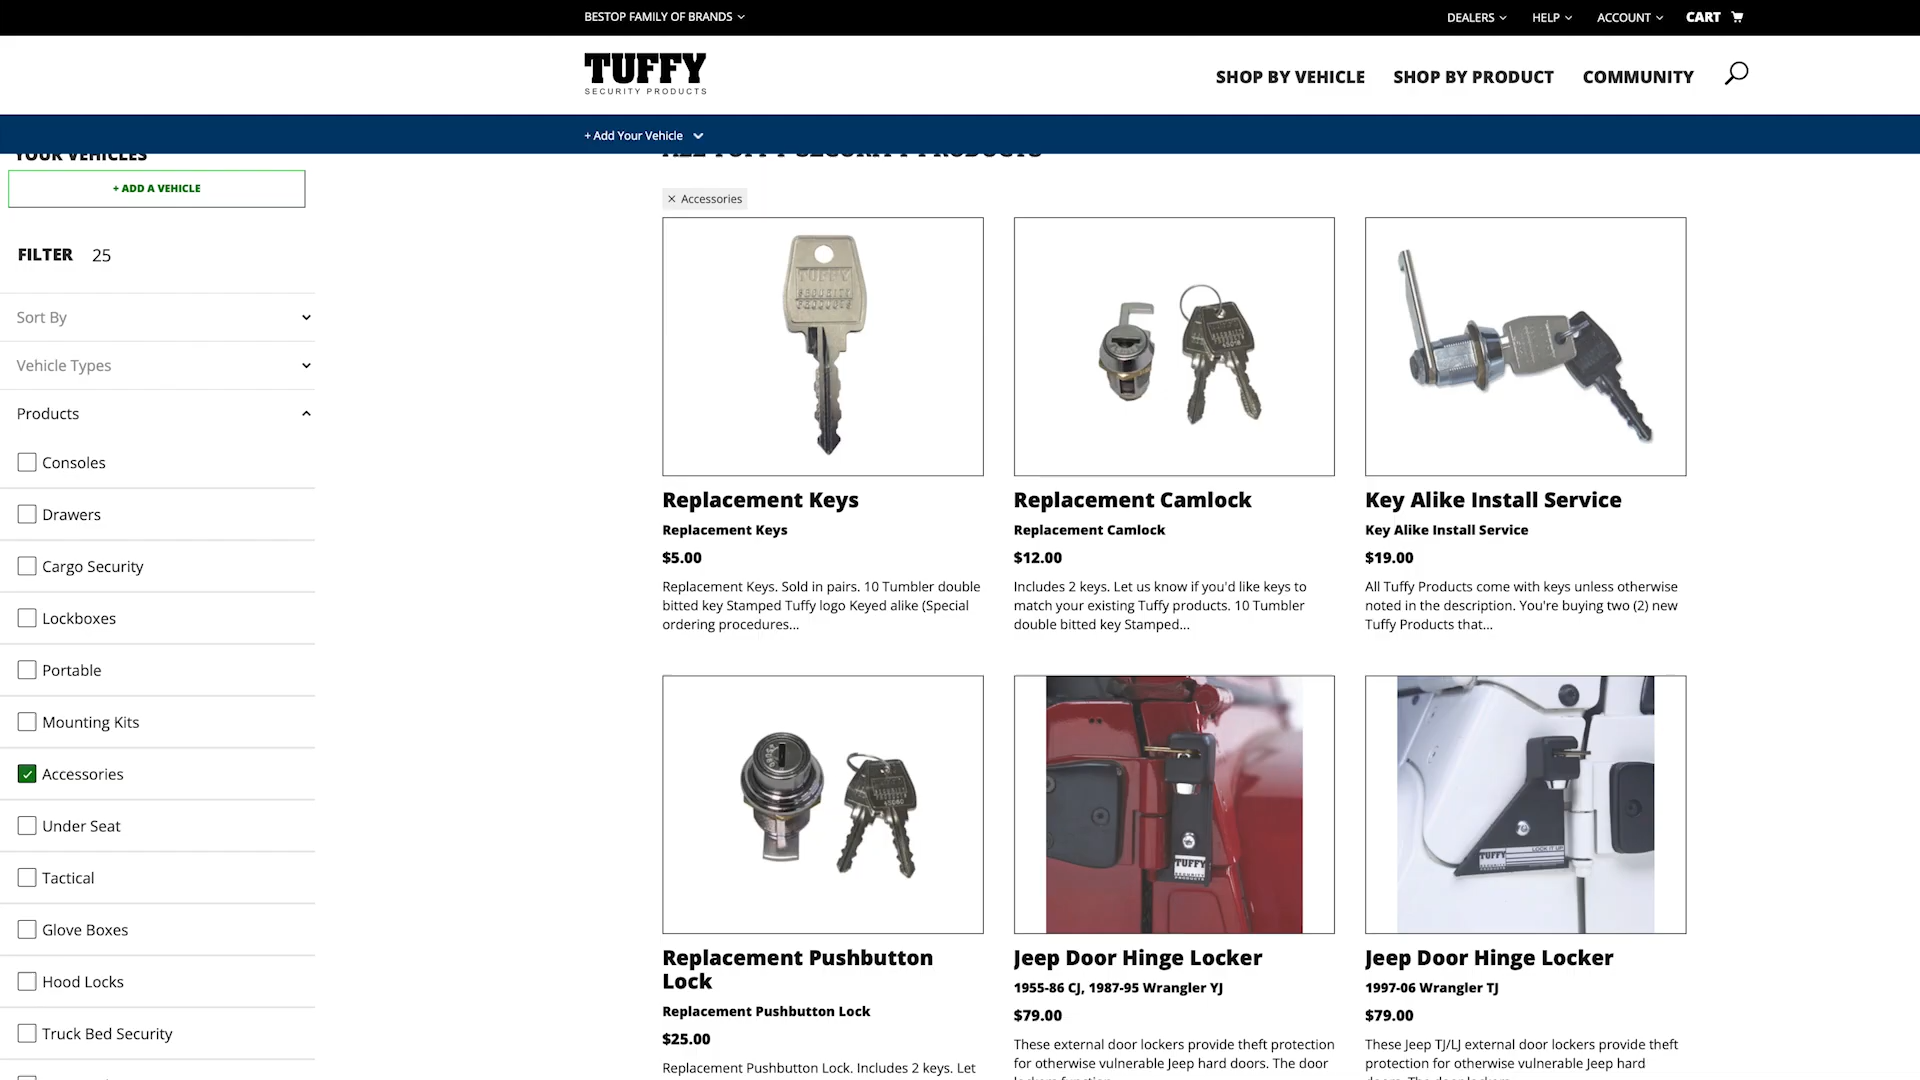 BESTOP FAMILY OF BRANDS
DEALERS
HELP
ACCOUNT
CART
TUFFY
SECURITY PRODUCTS
SHOP BY VEHICLE
SHOP BY PRODUCT
COMMUNITY
+ Add Your Vehicle
YOUR VEHICLES
ALL TUFFY SECURITY PRODUCTS
+ ADD A VEHICLE
Accessories
FILTER 25
Sort By
Vehicle Types
Products
Consoles
Drawers
Cargo Security
Lockboxes
Portable
Mounting Kits
Accessories
Under Seat
Tactical
Glove Boxes
Hood Locks
Truck Bed Security
TUFFY
SECURITY
PRODUCTS
Replacement Keys
Replacement Keys
$5.00
Replacement Keys. Sold in pairs. 10 Tumbler double
bitted key Stamped Tuffy logo Keyed alike (Special
ordering procedures...
Replacement Camlock
Replacement Camlock
$12.00
Includes 2 keys. Let us know if you'd like keys to
match your existing Tuffy products. 10 Tumbler
double bitted key Stamped...
Key Alike Install Service
Key Alike Install Service
$19.00
All Tuffy Products come with keys unless otherwise
noted in the description. You're buying two (2) new
Tuffy Products that...
Replacement Pushbutton
Lock
Replacement Pushbutton Lock
$25.00
Replacement Pushbutton Lock. Includes 2 keys. Let
TUFFY
SECURITY
PRODUCTS
Jeep Door Hinge Locker
1955-86 CJ, 1987-95 Wrangler YJ
$79.00
These external door lockers provide theft protection
for otherwise vulnerable Jeep hard doors. The door
TUFFY
LOCK IT UP
Jeep Door Hinge Locker
1997-06 Wrangler TJ
$79.00
These Jeep TJ/LJ external door lockers provide theft
protection for otherwise vulnerable Jeep hard